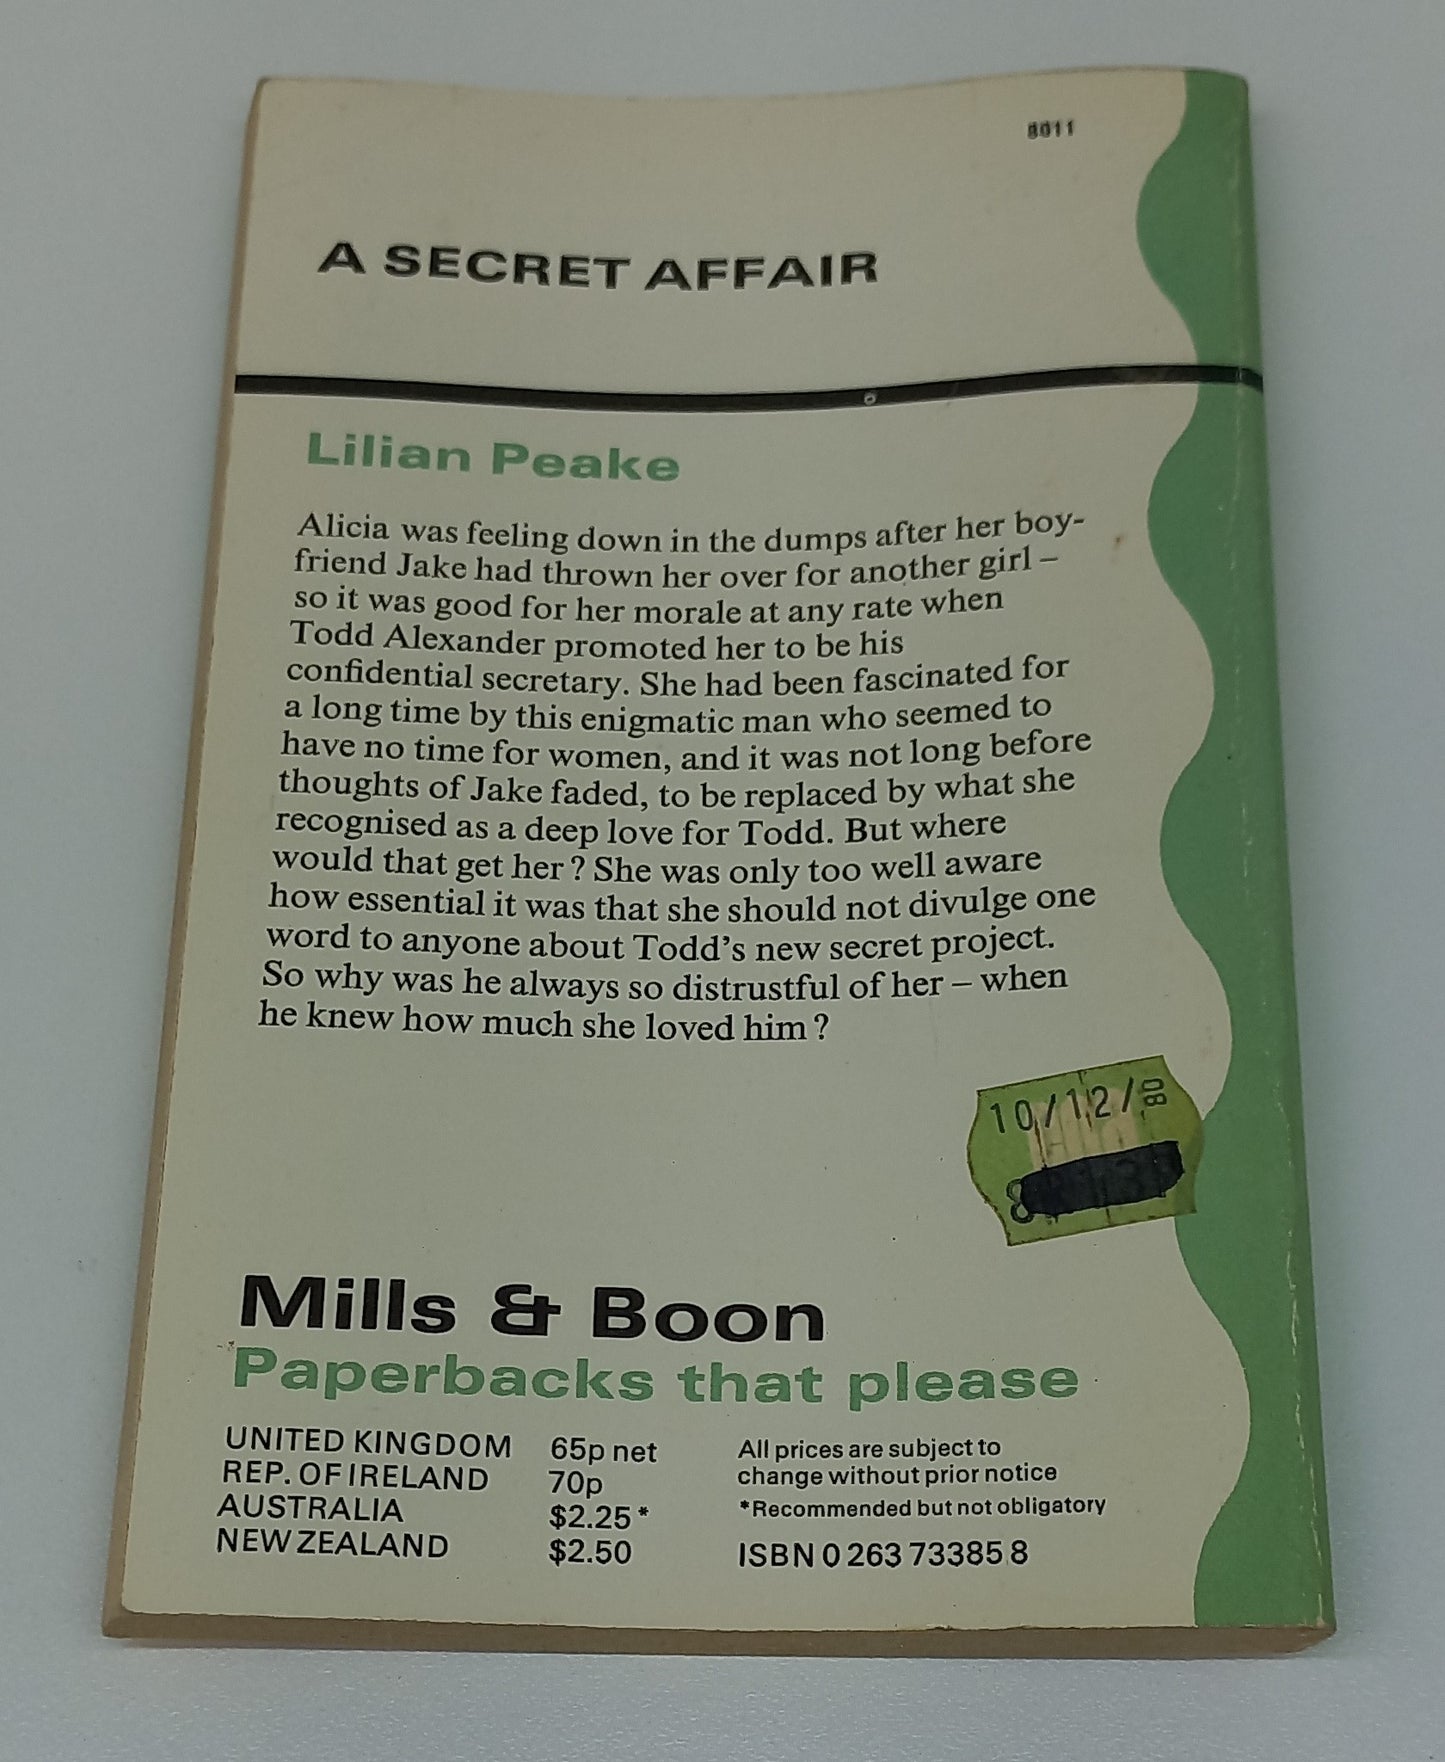 8011
A SECRET AFFAIR
Lilian Peake
Alicia was feeling down in the dumps after her boy-
friend Jake had thrown her over for another girl –
so it was good for her morale at any rate when
Todd Alexander promoted her to be his
confidential secretary. She had been fascinated for
a long time by this enigmatic man who seemed to
have no time for women, and it was not long before
thoughts of Jake faded, to be replaced by what she
recognised as a deep love for Todd. But where
would that get her? She was only too well aware
how essential it was that she should not divulge one
word to anyone about Todd's new secret project.
So why was he always so distrustful of her – when
he knew how much she loved him?
10/12/08
8
Mills & Boon
Paperbacks that please
UNITED KINGDOM 65p net
REP. OF IRELAND 70p
AUSTRALIA $2.25*
NEW ZEALAND $2.50
All prices are subject to
change without prior notice
*Recommended but not obligatory
ISBN 0 263 73385 8